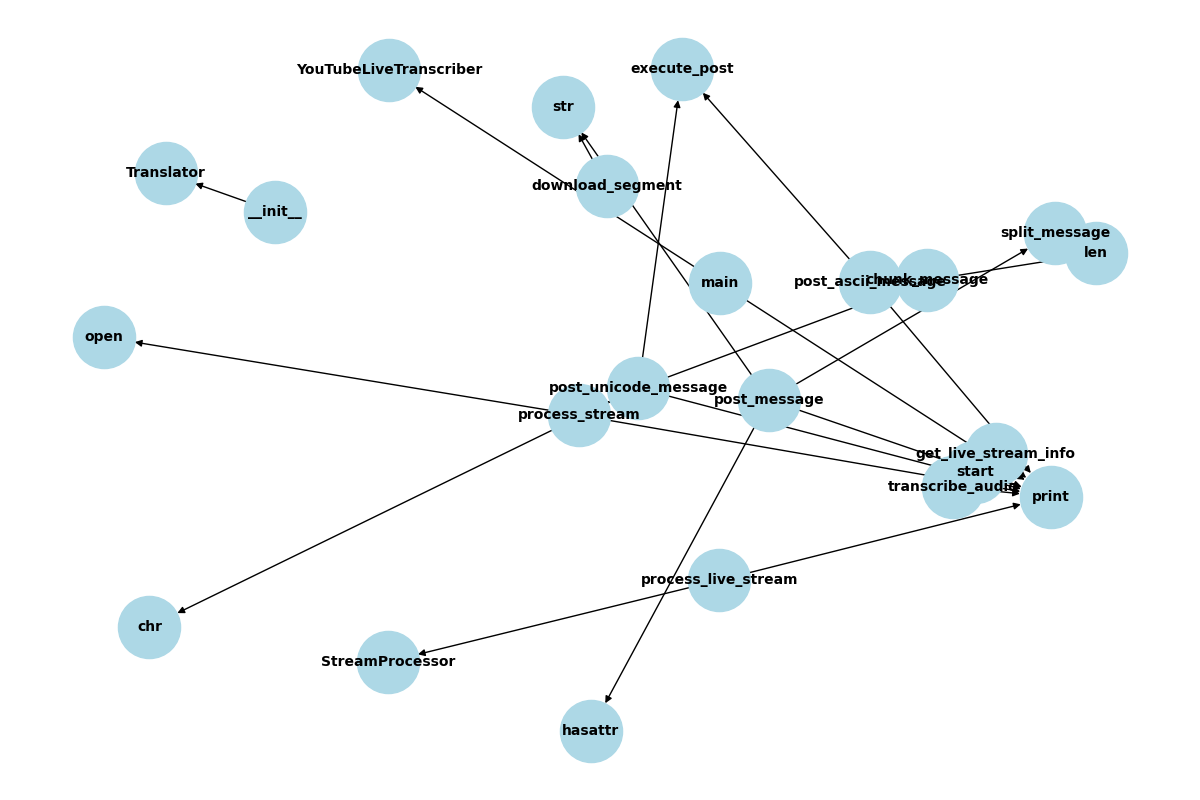 YouTubeLiveTranscriber
execute_post
str
Translator
download_segment
__init__
split_message
len
main
post_ascii_message
chunk_message
open
post_unicode_message
post_message
process_stream
get_live_stream_info
start
transcribe_audio
print
process_live_stream
chr
StreamProcessor
hasattr